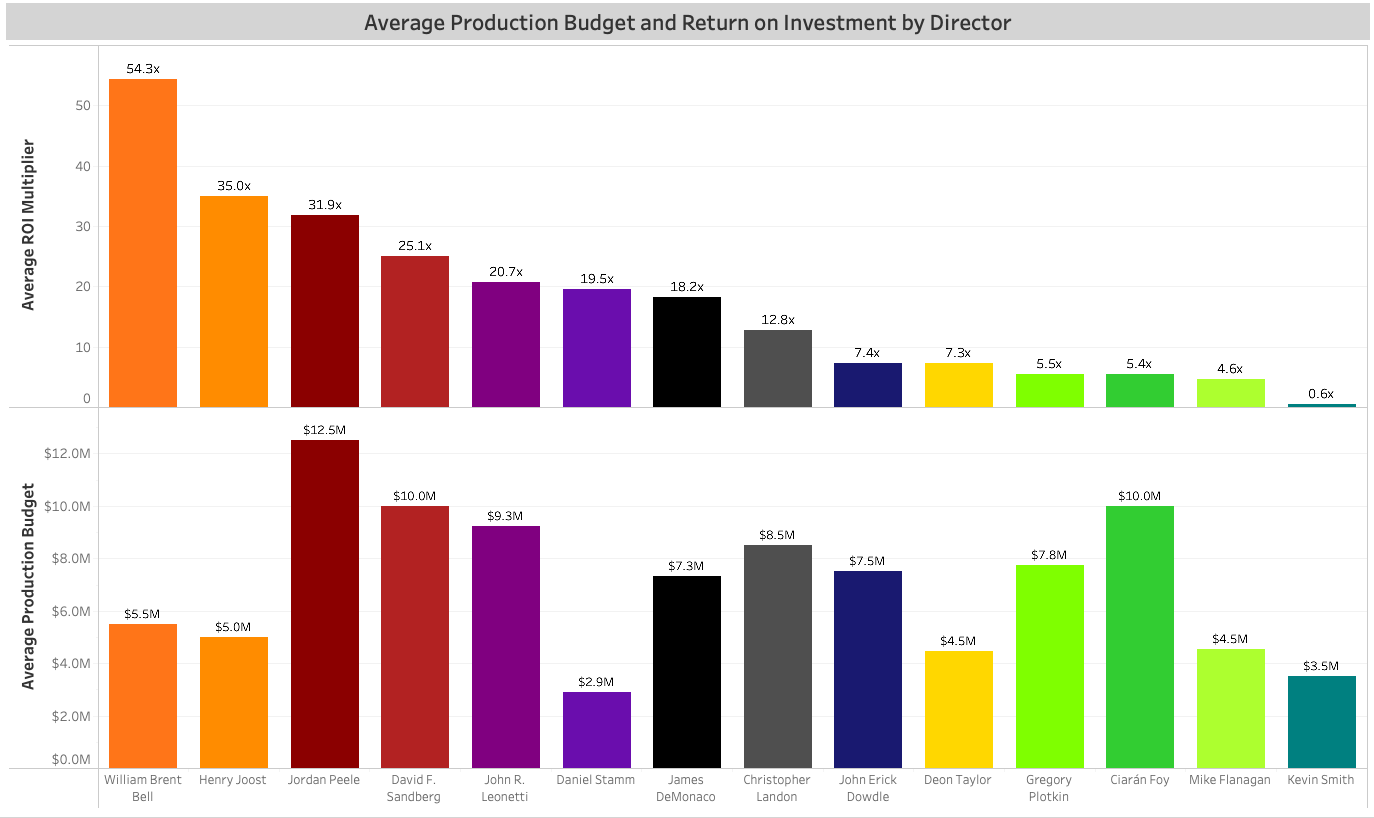 Average Production Budget and Return on Investment by Director
Average ROI Multiplier
50
40
30
20
10
0
54.3x
35.0x
31.9x
25.1x
20.7x
19.5x
18.2x
12.8x
7.4x
7.3x
5.5x
5.4x
4.6x
0.6x
Average Production Budget
$12.0M
$10.0M
$8.0M
$6.0M
$4.0M
$2.0M
$0.0M
$5.5M
$5.0M
$12.5M
$10.0M
$9.3M
$2.9M
$7.3M
$8.5M
$7.5M
$4.5M
$7.8M
$10.0M
$4.5M
$3.5M
William Brent
Bell
Henry Joost
Jordan Peele
David F.
Sandberg
John R.
Leonetti
Daniel Stamm
James
DeMonaco
Christopher
Landon
John Erick
Dowdle
Deon Taylor
Gregory
Plotkin
Ciarán Foy
Mike Flanagan
Kevin Smith